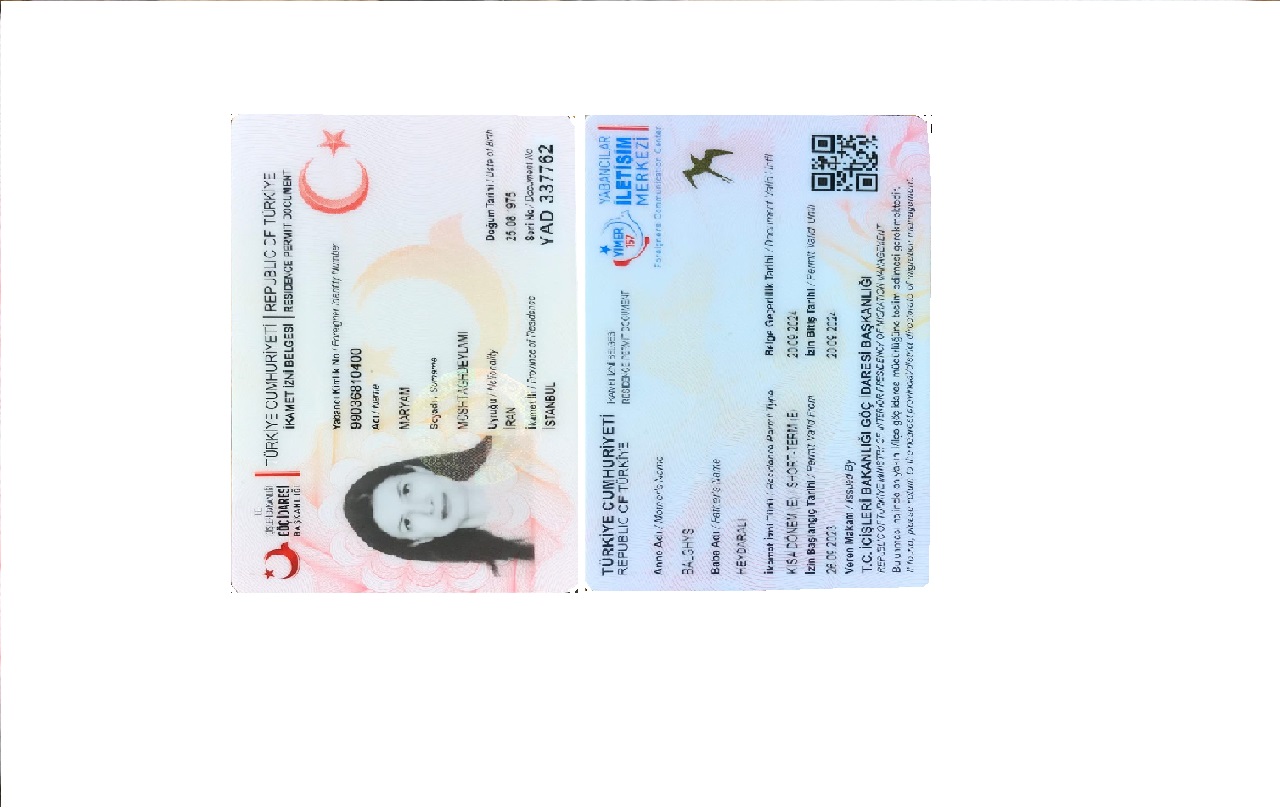 T.C.
İÇİŞLERİ BAKANLIĞI
GÖÇ İDARESİ
BAŞKANLIĞI
TÜRKİYE CUMHURİYETİ | REPUBLIC OF TÜRKİYE
İKAMET İZNİ BELGESİ | RESIDENCE PERMIT DOCUMENT
Yabancı Kimlik No / Foreigner Identity Number
99036810400
Adı / Name
MARYAM
Soyadı / Surname
MOSHTAGHDEYLAMI
Uyruğu / Nationality
İRAN
İkamet İli / Province of Residence
İSTANBUL
Doğum Tarihi / Date of Birth
25.08.1975
Seri No / Document No
YAD 337762
TÜRKİYE CUMHURİYETİ
REPUBLIC OF TÜRKİYE
İKAMET İZNİ BELGESİ
RESIDENCE PERMIT DOCUMENT
YİMER
157
YABANCILAR
İLETİŞİM
MERKEZİ
Foreigners Communication Center
Anne Adı / Mother's Name
BALGHYS
Baba Adı / Father's Name
HEYDARALI
İkamet İzni Türü / Residence Permit Type
KISA DÖNEM (E) / SHORT-TERM (E)
İzin Başlangıç Tarihi / Permit Valid From
26.09.2023
Belge Geçerlilik Tarihi / Document Valid Until
20.09.2024
İzin Bitiş Tarihi / Permit Valid Until
20.09.2024
Veren Makam / Issued By
T.C. İÇİŞLERİ BAKANLIĞI GÖÇ İDARESİ BAŞKANLIĞI
REPUBLIC OF TÜRKİYE MINISTRY OF INTERIOR PRESIDENCY OF MIGRATION MANAGEMENT
Bulunması halinde en yakın il/ilçe göç idaresi müdürlüğüne teslim edilmesi gerekmektedir.
If found, please return to the nearest provincial/district directorate of migration management.